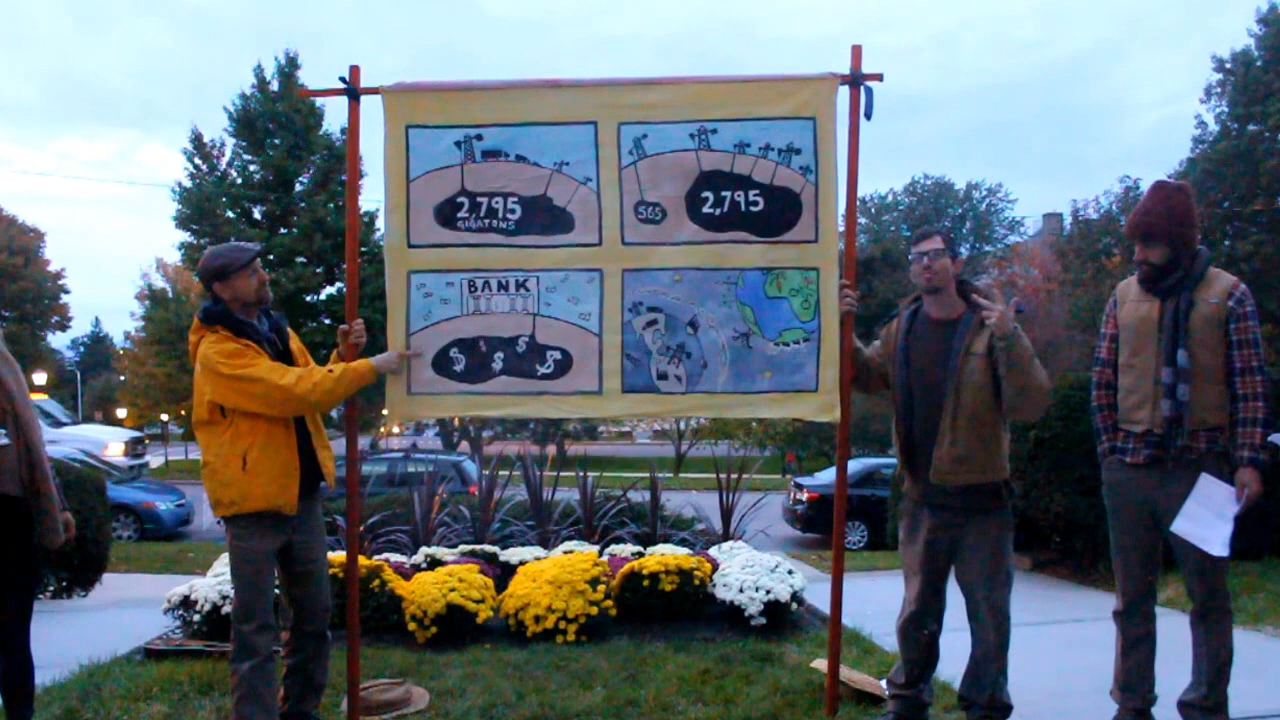 2,795
GIGATONS
565
2,795
BANK
$ $ $ $ $